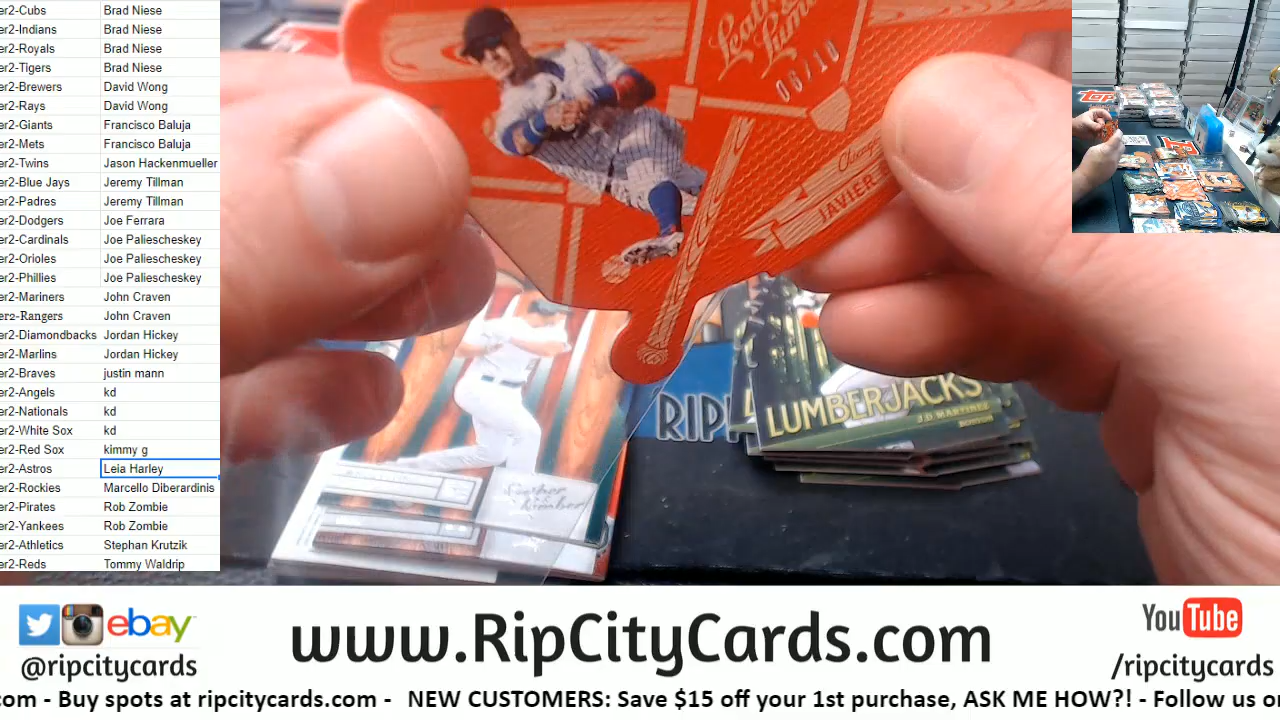 er2-Cubs Brad Niese
er2-Indians Brad Niese
er2-Royals Brad Niese
er2-Tigers Brad Niese
er2-Brewers David Wong
er2-Rays David Wong
er2-Giants Francisco Baluja
er2-Mets Francisco Baluja
er2-Twins Jason Hackenmueller
er2-Blue Jays Jeremy Tillman
er2-Padres Jeremy Tillman
er2-Dodgers Joe Ferrara
er2-Cardinals Joe Paliescheskey
er2-Orioles Joe Paliescheskey
er2-Phillies Joe Paliescheskey
er2-Mariners John Craven
er2-Rangers John Craven
er2-Diamondbacks Jordan Hickey
er2-Marlins Jordan Hickey
er2-Braves justin mann
er2-Angels kd
er2-Nationals kd
er2-White Sox kd
er2-Red Sox kimmy g
er2-Astros Leia Harley
er2-Rockies Marcello Diberardinis
er2-Pirates Rob Zombie
er2-Yankees Rob Zombie
er2-Athletics Stephan Krutzik
er2-Reds Tommy Waldrip
06/10
JAVIER
RIP
LUMBERJACKS
J.D. MARTINEZ
BOSTON
ebay
@ripcitycards
www.RipCityCards.com
YouTube
/ripcitycards
com - Buy spots at ripcitycards.com - NEW CUSTOMERS: Save $15 off your 1st purchase, ASK ME HOW?! - Follow us o